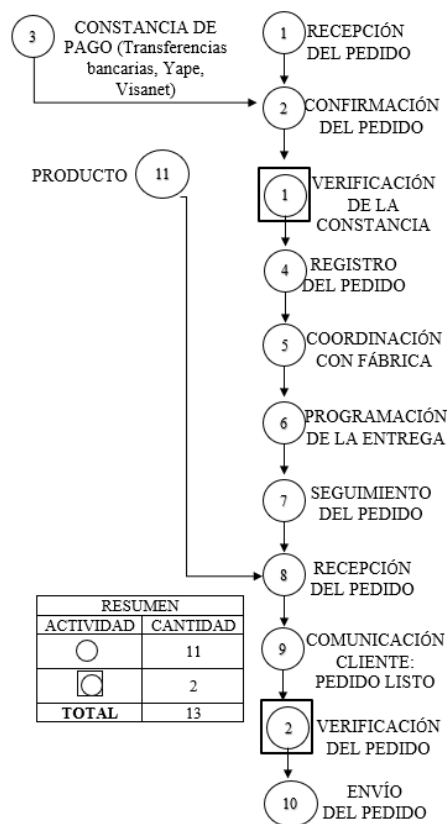 3
CONSTANCIA DE
PAGO (Transferencias
bancarias, Yape,
Visanet)
1
RECEPCIÓN
DEL PEDIDO
2
CONFIRMACIÓN
DEL PEDIDO
PRODUCTO
11
1
VERIFICACIÓN
DE LA
CONSTANCIA
4
REGISTRO
DEL PEDIDO
5
COORDINACIÓN
CON FÁBRICA
6
PROGRAMACIÓN
DE LA ENTREGA
7
SEGUIMIENTO
DEL PEDIDO
8
RECEPCIÓN
DEL PEDIDO
9
COMUNICACIÓN
CLIENTE:
PEDIDO LISTO
2
VERIFICACIÓN
DEL PEDIDO
10
ENVÍO
DEL PEDIDO
RESUMEN
ACTIVIDAD CANTIDAD
11
2
TOTAL 13